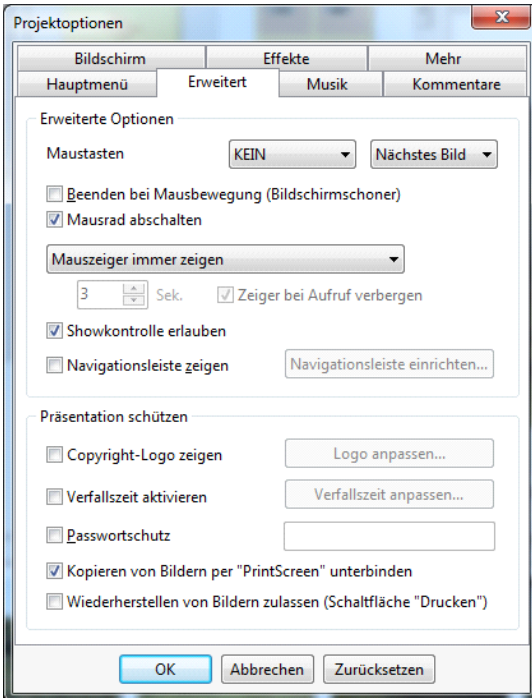 Projektoptionen
Bildschirm Effekte Mehr
Hauptmenü Erweitert Musik Kommentare
Erweiterte Optionen
Maustasten KEIN Nächstes Bild
Beenden bei Mausbewegung (Bildschirmschoner)
Mausrad abschalten
Mauszeiger immer zeigen
3 Sek. Zeiger bei Aufruf verbergen
Showkontrolle erlauben
Navigationsleiste zeigen Navigationsleiste einrichten...
Präsentation schützen
Copyright-Logo zeigen Logo anpassen...
Verfallszeit aktivieren Verfallszeit anpassen...
Passwortschutz
Kopieren von Bildern per "PrintScreen" unterbinden
Wiederherstellen von Bildern zulassen (Schaltfläche "Drucken")
OK Abbrechen Zurücksetzen